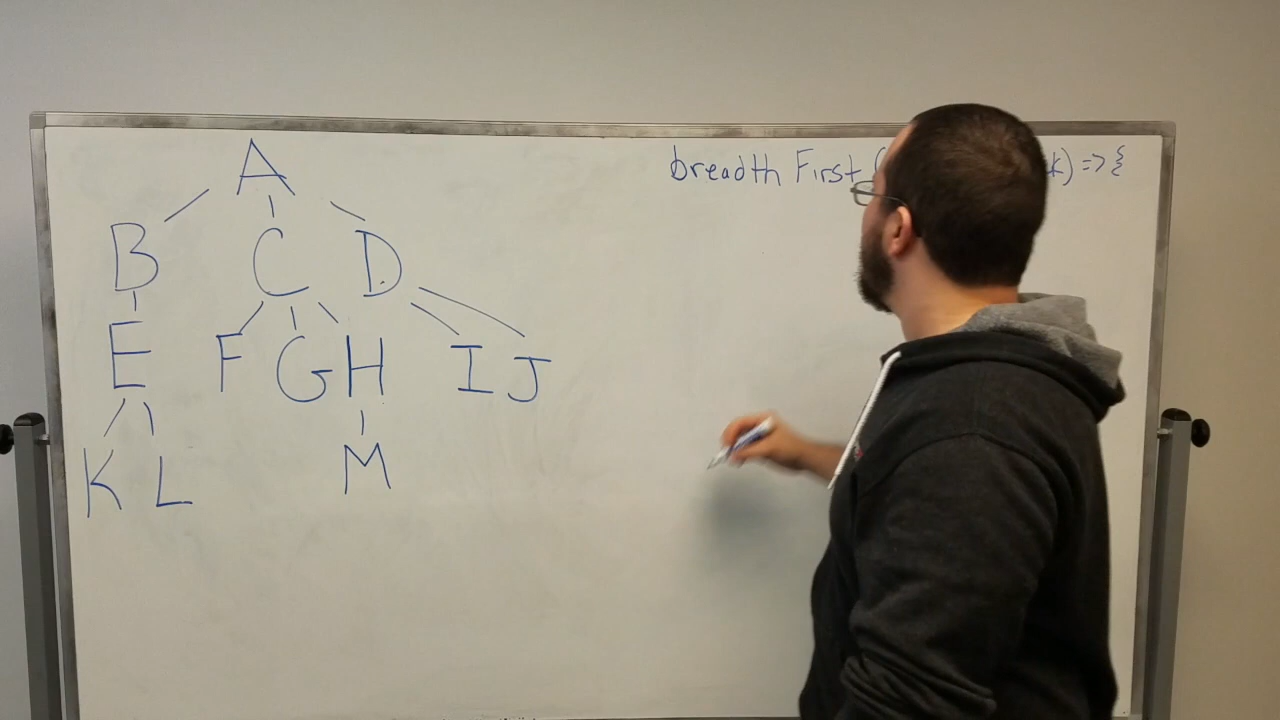 A
breadth First (
k) => {
B C D
E F G H I J
K L M